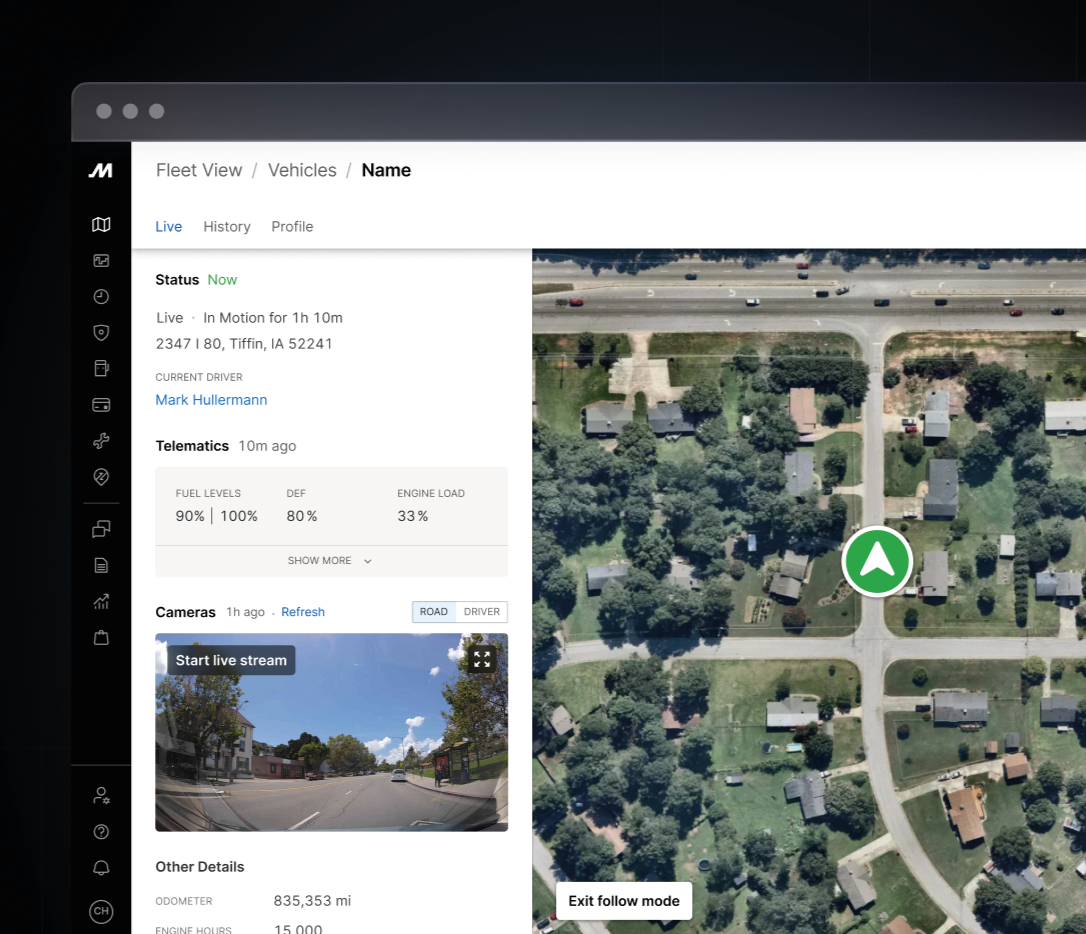 Fleet View / Vehicles / Name
Live History Profile
Status Now
Live · In Motion for 1h 10m
2347 I 80, Tiffin, IA 52241
CURRENT DRIVER
Mark Hullermann
Telematics 10m ago
FUEL LEVELS DEF ENGINE LOAD
90% | 100% 80% 33%
SHOW MORE
Cameras 1h ago . Refresh ROAD DRIVER
Start live stream
Other Details
ODOMETER 835,353 mi
ENGINE HOURS 15,000
CH
Exit follow mode